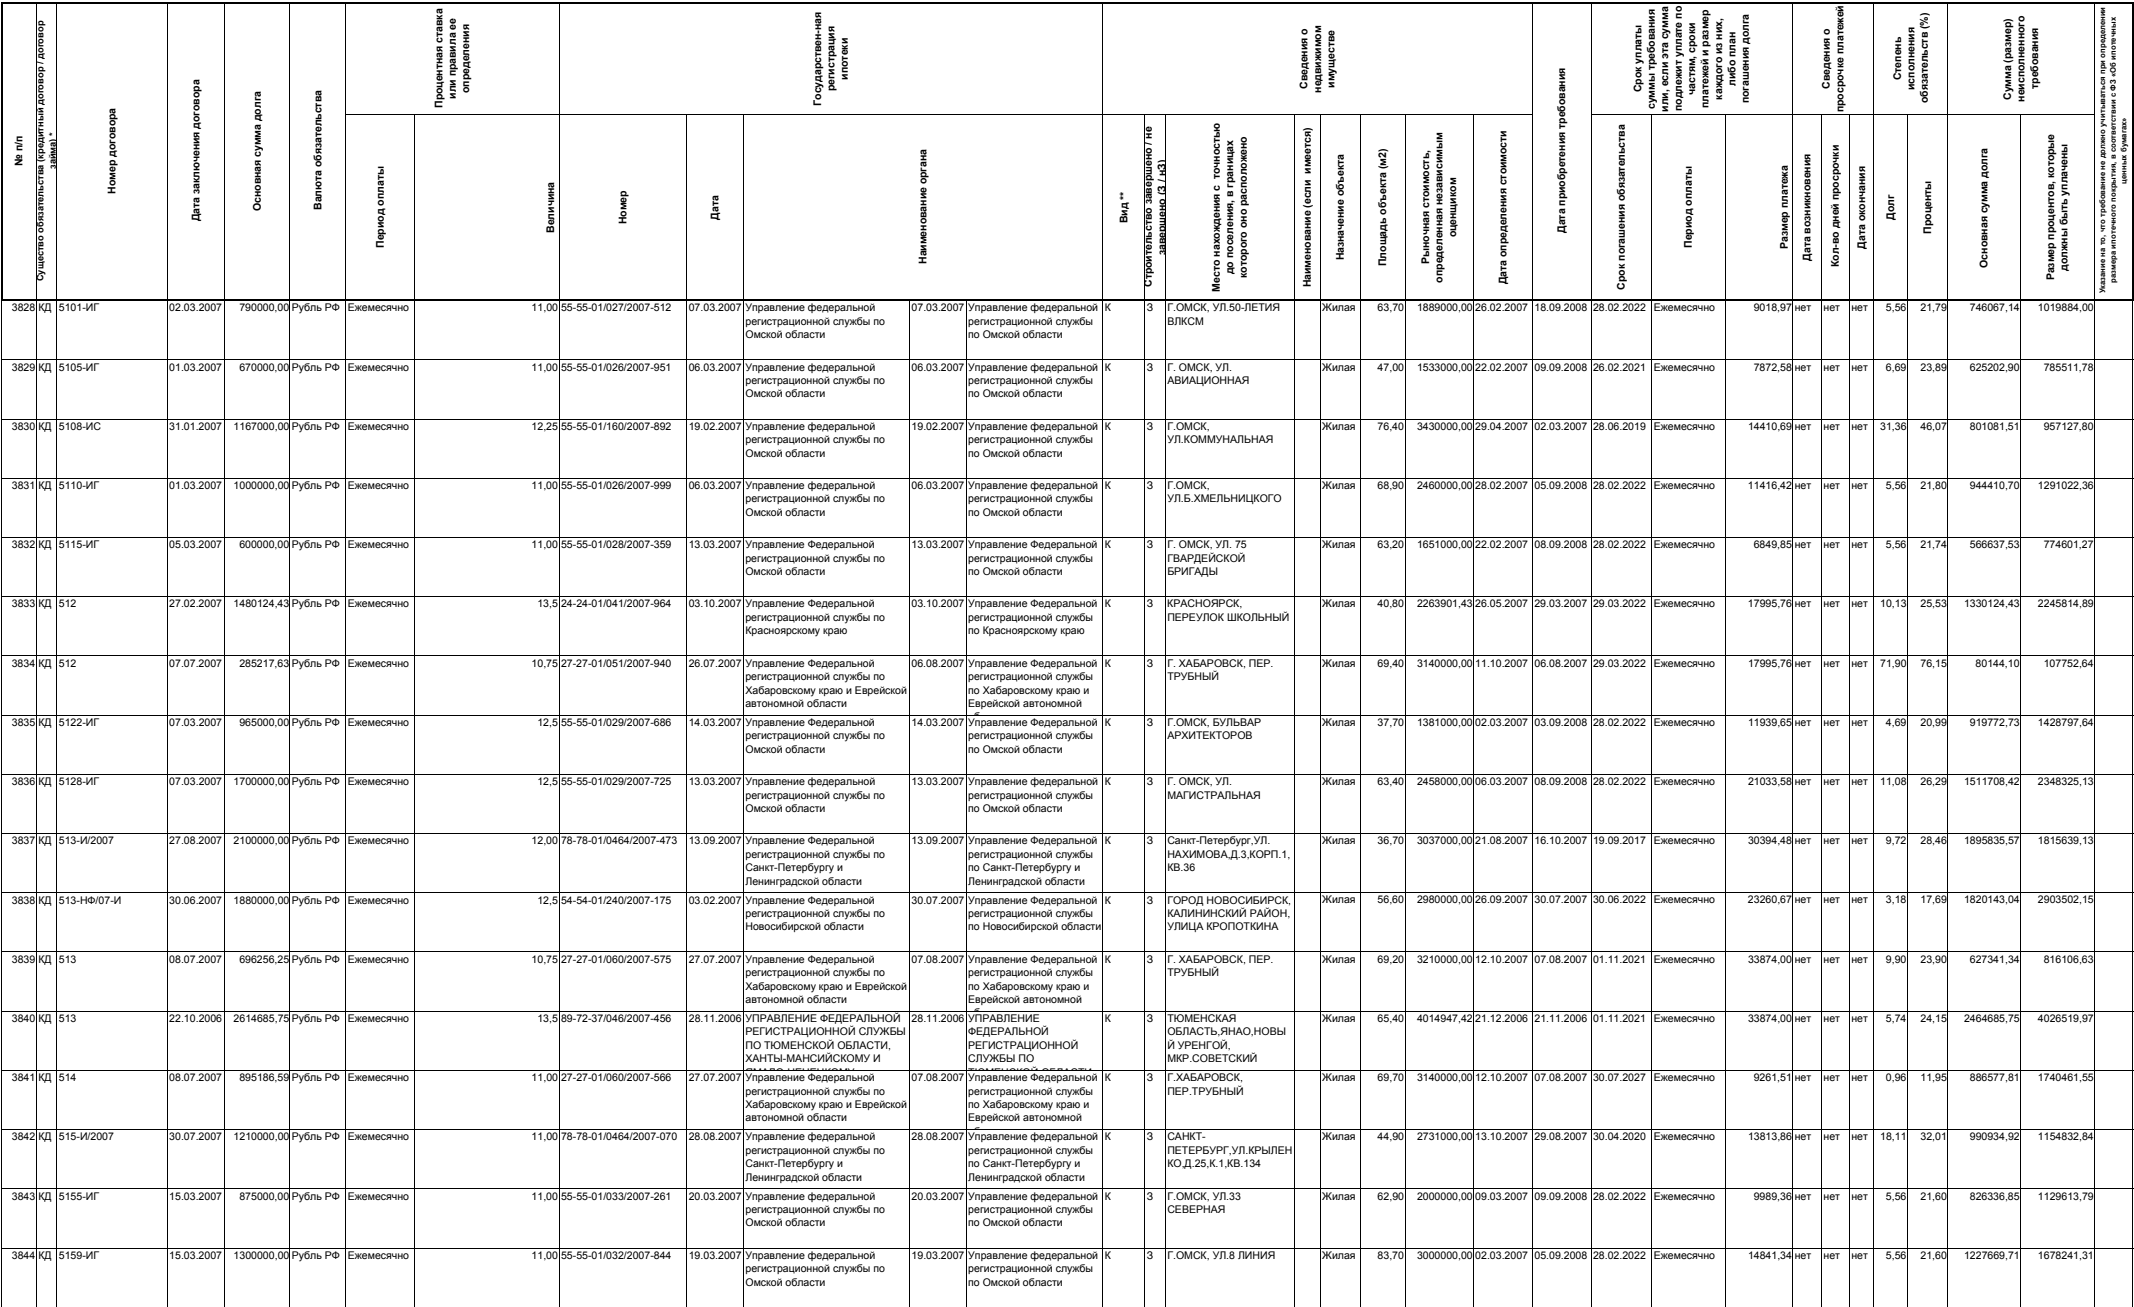 № п/п
Существо обязательства (кредитный договор / договор
займа) *
Номер договора
Дата заключения договора
Основная сумма долга
Валюта обязательства
Процентная ставка
или правила ее
определения
Период оплаты
Величина
Государствен-ная
регистрация
ипотеки
Номер
Дата
Наименование органа
Сведения о
недвижимом
имуществе
Вид **
Строительство завершено / не
завершено (З / нЗ)
Место нахождения с точностью
до поселения, в границах
которого оно расположено
Наименование (если имеется)
Назначение объекта
Площадь объекта (м2)
Рыночная стоимость,
определенная независимым
оценщиком
Дата определения стоимости
Дата приобретения требования
Срок уплаты
суммы требования
или, если эта сумма
подлежит уплате по
частям, сроки
платежей и размер
каждого из них,
либо план
погашения долга
Срок погашения обязательства
Период оплаты
Размер платежа
Сведения о
просрочке платежей
Дата возникновения
Кол-во дней просрочки
Дата окончания
Степень
исполнения
обязательств (%)
Долг
Проценты
Сумма (размер)
неисполненного
требования
Основная сумма долга
Размер процентов, которые
должны быть уплачены
Указание на то, что требование не должно учитываться при определении
размера ипотечного покрытия, в соответствии с ФЗ «Об ипотечных
ценных бумагах»
3828 КД 5101-ИГ 02.03.2007 790000,00 Рубль РФ Ежемесячно 11,00 55-55-01/027/2007-512 07.03.2007 Управление федеральной 07.03.2007 Управление федеральной К З Г.ОМСК, УЛ.50-ЛЕТИЯ Жилая 63,70 1889000,00 26.02.2007 18.09.2008 28.02.2022 Ежемесячно 9018,97 нет нет нет 5,56 21,79 746067,14 1019884,00
регистрационной службы по регистрационной службы ВЛКСМ
Омской области по Омской области
3829 КД 5105-ИГ 01.03.2007 670000,00 Рубль РФ Ежемесячно 11,00 55-55-01/026/2007-951 06.03.2007 Управление федеральной 06.03.2007 Управление федеральной К З Г. ОМСК, УЛ. Жилая 47,00 1533000,00 22.02.2007 09.09.2008 26.02.2021 Ежемесячно 7872,58 нет нет нет 6,69 23,89 625202,90 785511,78
регистрационной службы по регистрационной службы АВИАЦИОННАЯ
Омской области по Омской области
3830 КД 5108-ИС 31.01.2007 1167000,00 Рубль РФ Ежемесячно 12,25 55-55-01/160/2007-892 19.02.2007 Управление федеральной 19.02.2007 Управление федеральной К З Г.ОМСК, Жилая 76,40 3430000,00 29.04.2007 02.03.2007 28.06.2019 Ежемесячно 14410,69 нет нет нет 31,36 46,07 801081,51 957127,80
регистрационной службы по регистрационной службы УЛ.КОММУНАЛЬНАЯ
Омской области по Омской области
3831 КД 5110-ИГ 01.03.2007 1000000,00 Рубль РФ Ежемесячно 11,00 55-55-01/026/2007-999 06.03.2007 Управление федеральной 06.03.2007 Управление федеральной К З Г.ОМСК, Жилая 68,90 2460000,00 28.02.2007 05.09.2008 28.02.2022 Ежемесячно 11416,42 нет нет нет 5,56 21,80 944410,70 1291022,36
регистрационной службы по регистрационной службы УЛ.Б.ХМЕЛЬНИЦКОГО
Омской области по Омской области
3832 КД 5115-ИГ 05.03.2007 600000,00 Рубль РФ Ежемесячно 11,00 55-55-01/028/2007-359 13.03.2007 Управление Федеральной 13.03.2007 Управление Федеральной К З Г. ОМСК, УЛ. 75 Жилая 63,20 1651000,00 22.02.2007 08.09.2008 28.02.2022 Ежемесячно 6849,85 нет нет нет 5,56 21,74 566637,53 774601,27
регистрационной службы по регистрационной службы ГВАРДЕЙСКОЙ
Омской области по Омской области БРИГАДЫ
3833 КД 512 27.02.2007 1480124,43 Рубль РФ Ежемесячно 13,5 24-24-01/041/2007-964 03.10.2007 Управление Федеральной 03.10.2007 Управление Федеральной К З КРАСНОЯРСК, Жилая 40,80 2263901,43 26.05.2007 29.03.2007 29.03.2022 Ежемесячно 17995,76 нет нет нет 10,13 25,53 1330124,43 2245814,89
регистрационной службы по регистрационной службы ПЕРЕУЛОК ШКОЛЬНЫЙ
Красноярскому краю по Красноярскому краю
3834 КД 512 07.07.2007 285217,63 Рубль РФ Ежемесячно 10,75 27-27-01/051/2007-940 26.07.2007 Управление Федеральной 06.08.2007 Управление Федеральной К З Г. ХАБАРОВСК, ПЕР. Жилая 69,40 3140000,00 11.10.2007 06.08.2007 29.03.2022 Ежемесячно 17995,76 нет нет нет 71,90 76,15 80144,10 107752,64
регистрационной службы по регистрационной службы ТРУБНЫЙ
Хабаровскому краю и Еврейской по Хабаровскому краю и
автономной области Еврейской автономной
3835 КД 5122-ИГ 07.03.2007 965000,00 Рубль РФ Ежемесячно 12,5 55-55-01/029/2007-686 14.03.2007 Управление федеральной 14.03.2007 Управление федеральной К З Г.ОМСК, БУЛЬВАР Жилая 37,70 1381000,00 02.03.2007 03.09.2008 28.02.2022 Ежемесячно 11939,65 нет нет нет 4,69 20,99 919772,73 1428797,64
регистрационной службы по регистрационной службы АРХИТЕКТОРОВ
Омской области по Омской области
3836 КД 5128-ИГ 07.03.2007 1700000,00 Рубль РФ Ежемесячно 12,5 55-55-01/029/2007-725 13.03.2007 Управление федеральной 13.03.2007 Управление федеральной К З Г. ОМСК, УЛ. Жилая 63,40 2458000,00 06.03.2007 08.09.2008 28.02.2022 Ежемесячно 21033,58 нет нет нет 11,08 26,29 1511708,42 2348325,13
регистрационной службы по регистрационной службы МАГИСТРАЛЬНАЯ
Омской области по Омской области
3837 КД 513-И/2007 27.08.2007 2100000,00 Рубль РФ Ежемесячно 12,00 78-78-01/0464/2007-473 13.09.2007 Управление Федеральной 13.09.2007 Управление Федеральной К З Санкт-Петербург,УЛ. Жилая 36,70 3037000,00 21.08.2007 16.10.2007 19.09.2017 Ежемесячно 30394,48 нет нет нет 9,72 28,46 1895835,57 1815639,13
регистрационной службы по регистрационной службы НАХИМОВА,Д.3,КОРП.1,
Санкт-Петербургу и по Санкт-Петербургу и КВ.36
Ленинградской области Ленинградской области
3838 КД 513-НФ/07-И 30.06.2007 1880000,00 Рубль РФ Ежемесячно 12,5 54-54-01/240/2007-175 03.02.2007 Управление Федеральной 30.07.2007 Управление Федеральной К З ГОРОД НОВОСИБИРСК, Жилая 56,60 2980000,00 26.09.2007 30.07.2007 30.06.2022 Ежемесячно 23260,67 нет нет нет 3,18 17,69 1820143,04 2903502,15
регистрационной службы по регистрационной службы КАЛИНИНСКИЙ РАЙОН,
Новосибирской области по Новосибирской области УЛИЦА КРОПОТКИНА
3839 КД 513 08.07.2007 696256,25 Рубль РФ Ежемесячно 10,75 27-27-01/060/2007-575 27.07.2007 Управление Федеральной 07.08.2007 Управление Федеральной К З Г. ХАБАРОВСК, ПЕР. Жилая 69,20 3210000,00 12.10.2007 07.08.2007 01.11.2021 Ежемесячно 33874,00 нет нет нет 9,90 23,90 627341,34 816106,63
регистрационной службы по регистрационной службы ТРУБНЫЙ
Хабаровскому краю и Еврейской по Хабаровскому краю и
автономной области Еврейской автономной
3840 КД 513 22.10.2006 2614685,75 Рубль РФ Ежемесячно 13,5 89-72-37/046/2007-456 28.11.2006 УПРАВЛЕНИЕ ФЕДЕРАЛЬНОЙ 28.11.2006 УПРАВЛЕНИЕ К З ТЮМЕНСКАЯ Жилая 65,40 4014947,42 21.12.2006 21.11.2006 01.11.2021 Ежемесячно 33874,00 нет нет нет 5,74 24,15 2464685,75 4026519,97
РЕГИСТРАЦИОННОЙ СЛУЖБЫ ФЕДЕРАЛЬНОЙ ОБЛАСТЬ,ЯНАО,НОВЫ
ПО ТЮМЕНСКОЙ ОБЛАСТИ, РЕГИСТРАЦИОННОЙ Й УРЕНГОЙ,
ХАНТЫ-МАНСИЙСКОМУ И СЛУЖБЫ ПО МКР.СОВЕТСКИЙ
3841 КД 514 08.07.2007 895186,59 Рубль РФ Ежемесячно 11,00 27-27-01/060/2007-566 27.07.2007 Управление Федеральной 07.08.2007 Управление Федеральной К З Г.ХАБАРОВСК, Жилая 69,70 3140000,00 12.10.2007 07.08.2007 30.07.2027 Ежемесячно 9261,51 нет нет нет 0,96 11,95 886577,81 1740461,55
регистрационной службы по регистрационной службы ПЕР.ТРУБНЫЙ
Хабаровскому краю и Еврейской по Хабаровскому краю и
автономной области Еврейской автономной
3842 КД 515-И/2007 30.07.2007 1210000,00 Рубль РФ Ежемесячно 11,00 78-78-01/0464/2007-070 28.08.2007 Управление федеральной 28.08.2007 Управление федеральной К З САНКТ- Жилая 44,90 2731000,00 13.10.2007 29.08.2007 30.04.2020 Ежемесячно 13813,86 нет нет нет 18,11 32,01 990934,92 1154832,84
регистрационной службы по регистрационной службы ПЕТЕРБУРГ,УЛ.КРЫЛЕН
Санкт-Петербургу и по Санкт-Петербургу и КО,Д.25,К.1,КВ.134
Ленинградской области Ленинградской области
3843 КД 5155-ИГ 15.03.2007 875000,00 Рубль РФ Ежемесячно 11,00 55-55-01/033/2007-261 20.03.2007 Управление федеральной 20.03.2007 Управление федеральной К З Г.ОМСК, УЛ.33 Жилая 62,90 2000000,00 09.03.2007 09.09.2008 28.02.2022 Ежемесячно 9989,36 нет нет нет 5,56 21,60 826336,85 1129613,79
регистрационной службы по регистрационной службы СЕВЕРНАЯ
Омской области по Омской области
3844 КД 5159-ИГ 15.03.2007 1300000,00 Рубль РФ Ежемесячно 11,00 55-55-01/032/2007-844 19.03.2007 Управление федеральной 19.03.2007 Управление федеральной К З Г.ОМСК, УЛ.8 ЛИНИЯ Жилая 83,70 3000000,00 02.03.2007 05.09.2008 28.02.2022 Ежемесячно 14841,34 нет нет нет 5,56 21,60 1227669,71 1678241,31
регистрационной службы по регистрационной службы
Омской области по Омской области